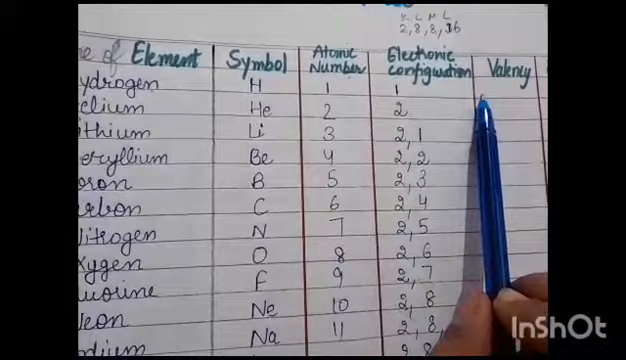 K L M L
2, 8, 8, 16
of Element Symbol Atomic Number Electronic configuration Valency
ydrogen H 1 1
elium He 2 2
ithium Li 3 2, 1
eryllium Be 4 2, 2
oron B 5 2, 3
arbon C 6 2, 4
itrogen N 7 2, 5
xygen O 8 2, 6
uorine F 9 2, 7
eon Ne 10 2, 8
odium Na 11 2, 8,
InShOt